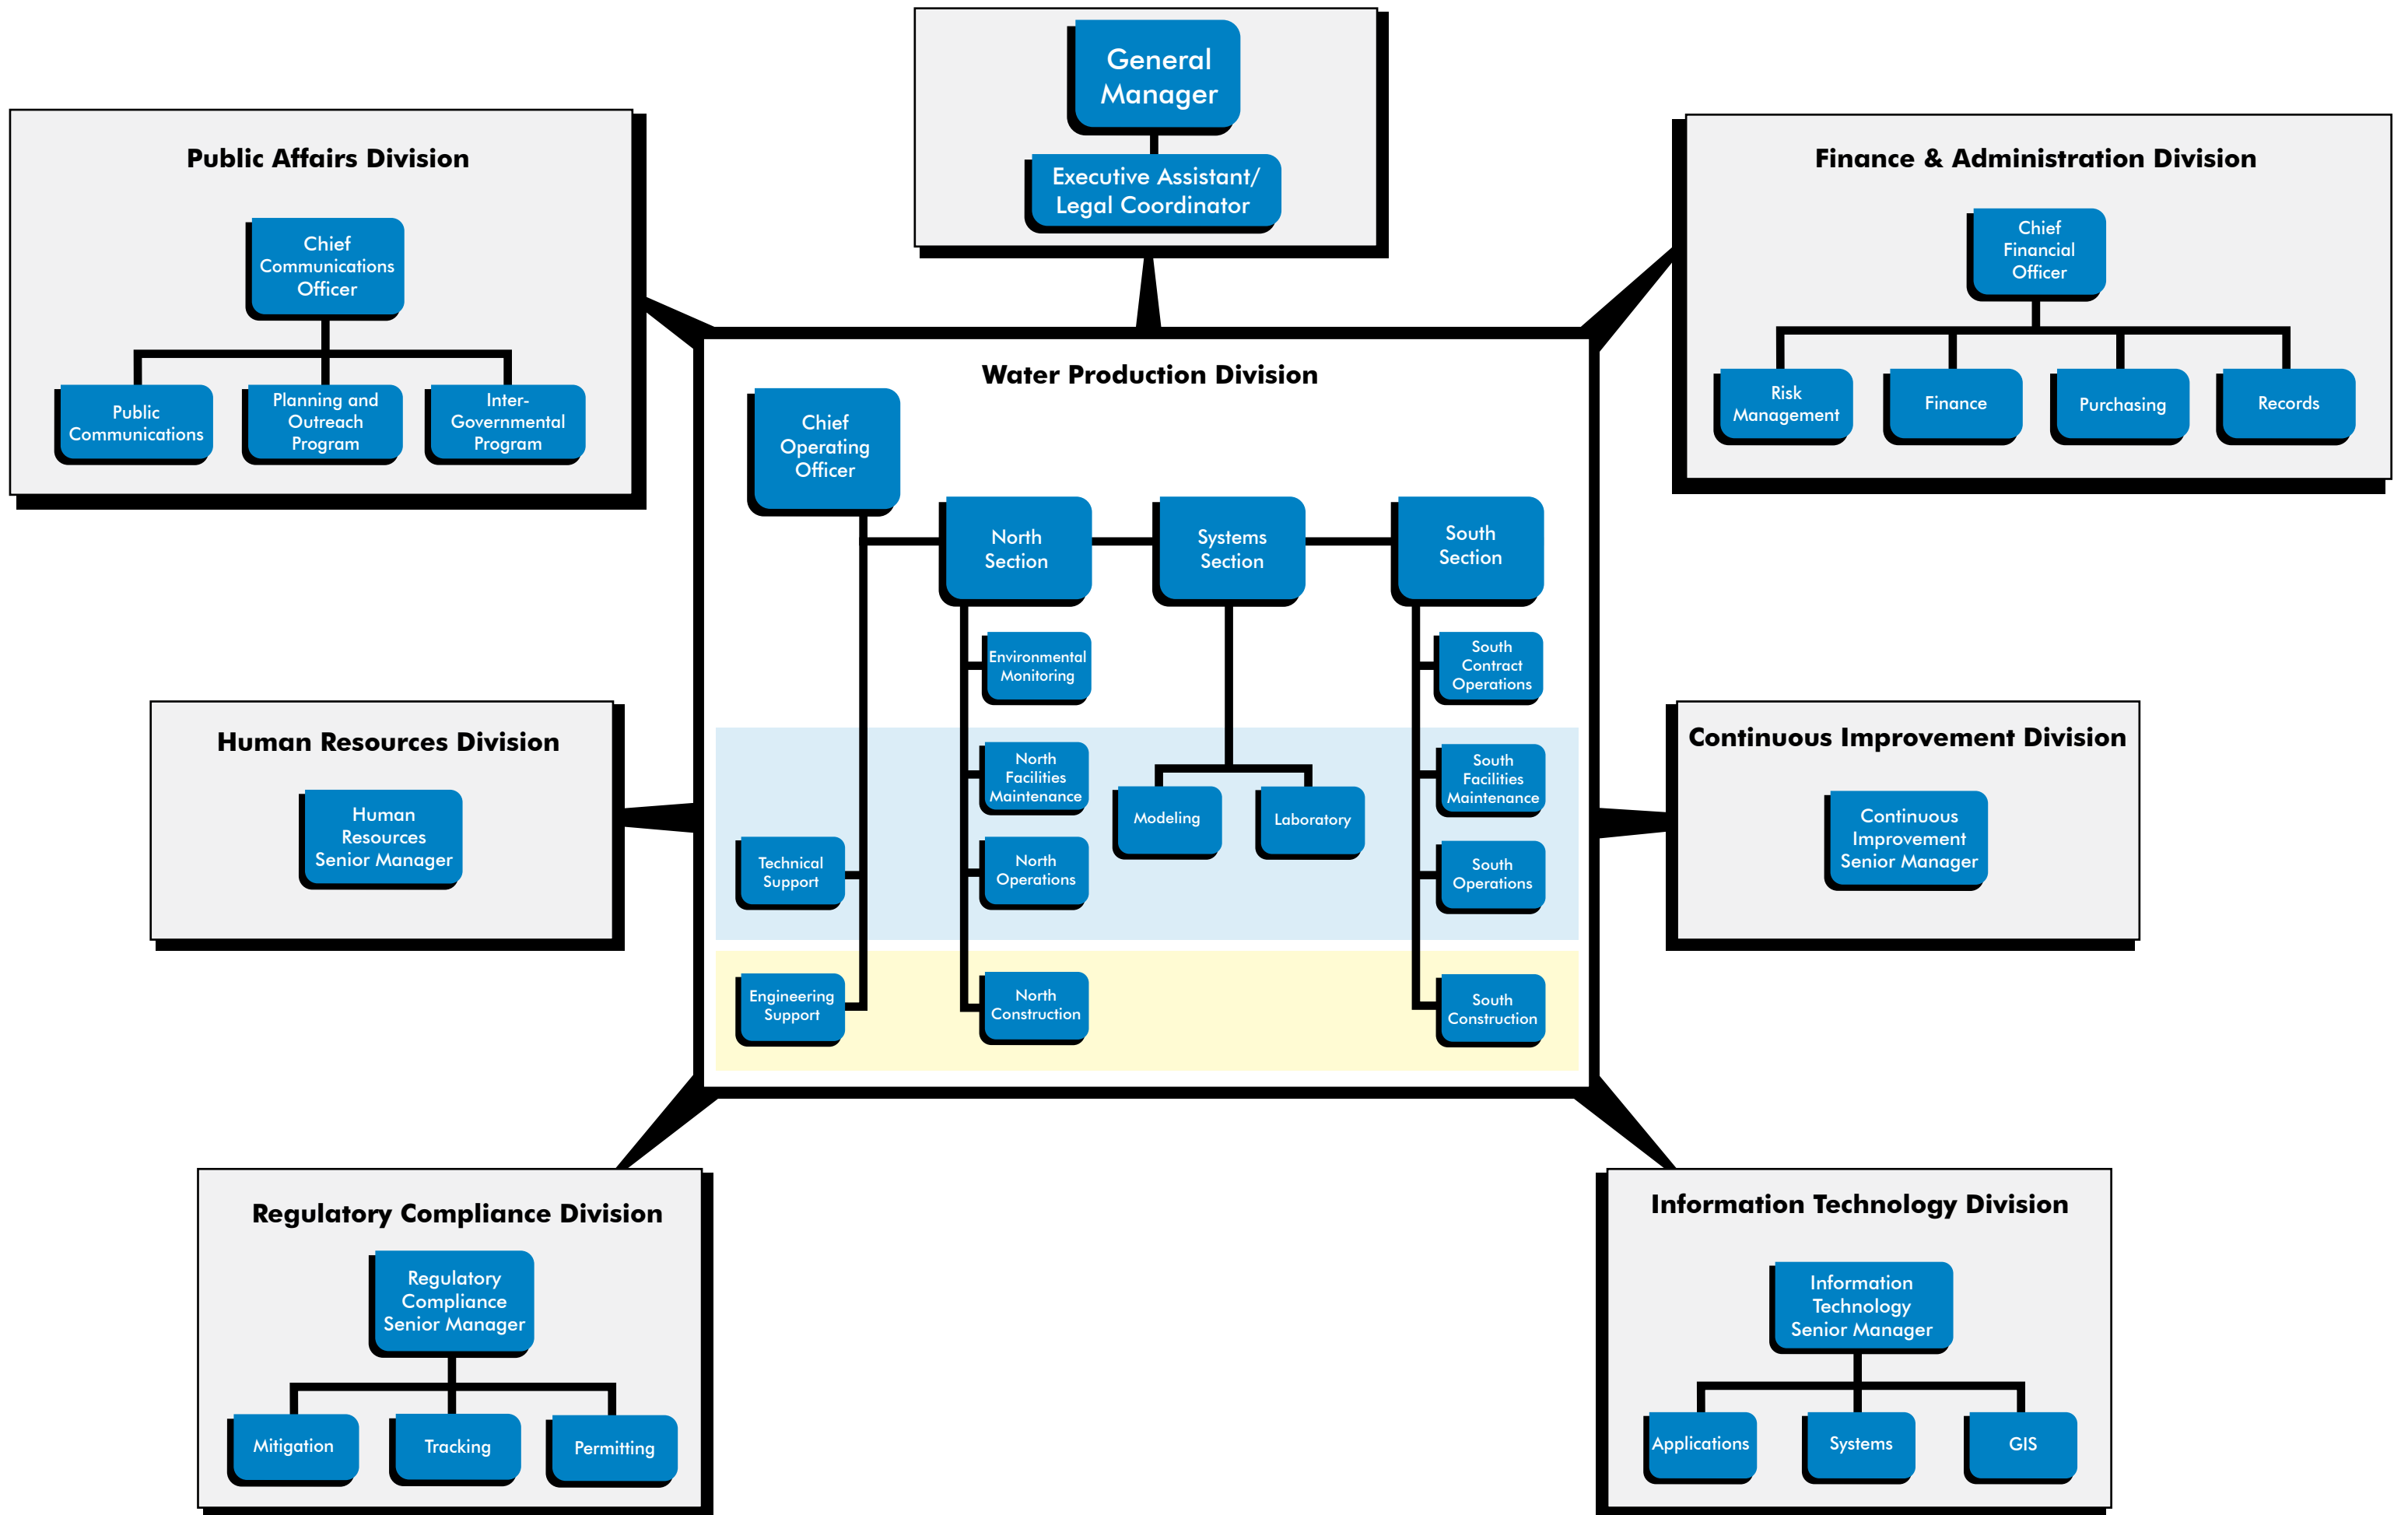 General
Manager
Executive Assistant/
Legal Coordinator
Public Affairs Division
Chief
Communications
Officer
Public
Communications
Planning and
Outreach
Program
Inter-
Governmental
Program
Finance & Administration Division
Chief
Financial
Officer
Risk
Management
Finance
Purchasing
Records
Water Production Division
Chief
Operating
Officer
North
Section
Systems
Section
South
Section
Environmental
Monitoring
South
Contract
Operations
North
Facilities
Maintenance
South
Facilities
Maintenance
Modeling
Laboratory
Technical
Support
North
Operations
South
Operations
Engineering
Support
North
Construction
South
Construction
Human Resources Division
Human
Resources
Senior Manager
Continuous Improvement Division
Continuous
Improvement
Senior Manager
Regulatory Compliance Division
Regulatory
Compliance
Senior Manager
Mitigation
Tracking
Permitting
Information Technology Division
Information
Technology
Senior Manager
Applications
Systems
GIS